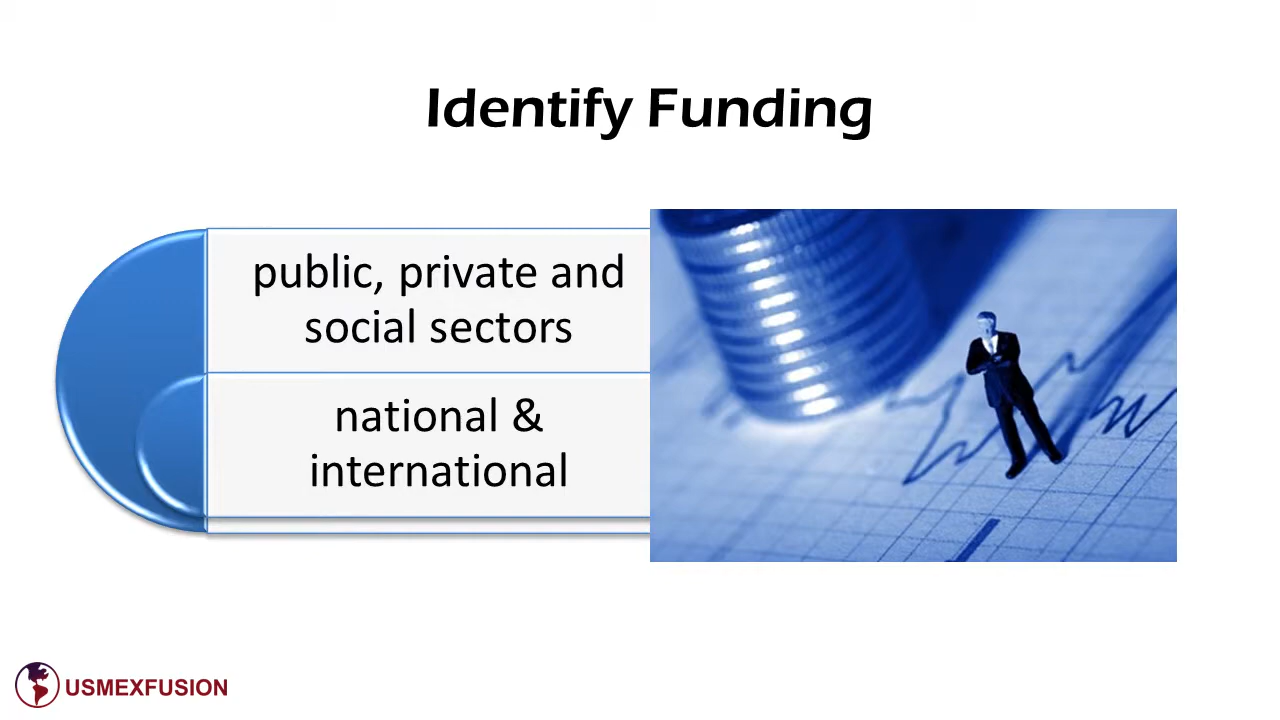 Identify Funding
public, private and
social sectors
national &
international
USMEXFUSION